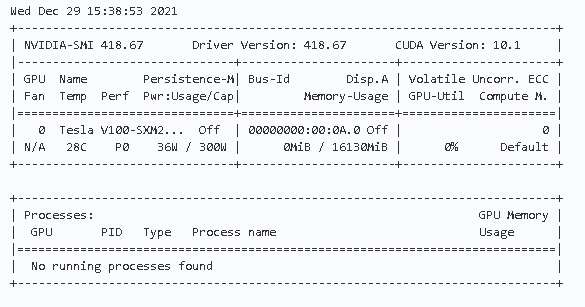 Wed Dec 29 15:38:53 2021
+-----------------------------------------------------------------------------+
| NVIDIA-SMI 418.67       Driver Version: 418.67       CUDA Version: 10.1     |
|-------------------------------+----------------------+----------------------+
| GPU  Name        Persistence-M| Bus-Id        Disp.A | Volatile Uncorr. ECC |
| Fan  Temp  Perf  Pwr:Usage/Cap|         Memory-Usage | GPU-Util  Compute M. |
|===============================+======================+======================|
|   0  Tesla V100-SXM2...  Off  | 00000000:00:0A.0 Off |                    0 |
| N/A   28C    P0    36W / 300W |      0MiB / 16130MiB |      0%      Default |
+-------------------------------+----------------------+----------------------+
+-----------------------------------------------------------------------------+
| Processes:                                                       GPU Memory |
|  GPU       PID   Type   Process name                             Usage      |
|=============================================================================|
|  No running processes found                                                 |
+-----------------------------------------------------------------------------+